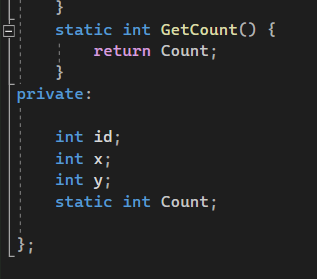 }
static int GetCount() {
return Count;
}
private:
int id;
int x;
int y;
static int Count;
};